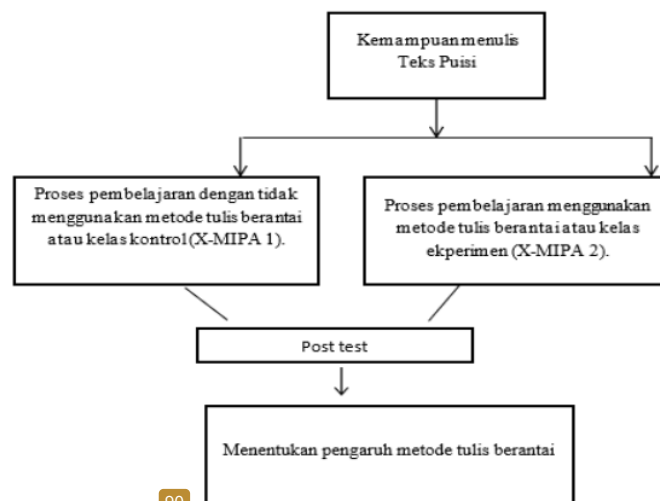 Kemampuan menulis
Teks Puisi
Proses pembelajaran dengan tidak
menggunakan metode tulis berantai
atau kelas kontrol (X-MIPA 1).
Proses pembelajaran menggunakan
metode tulis berantai atau kelas
ekperimen (X-MIPA 2).
Post test
Menentukan pengaruh metode tulis berantai